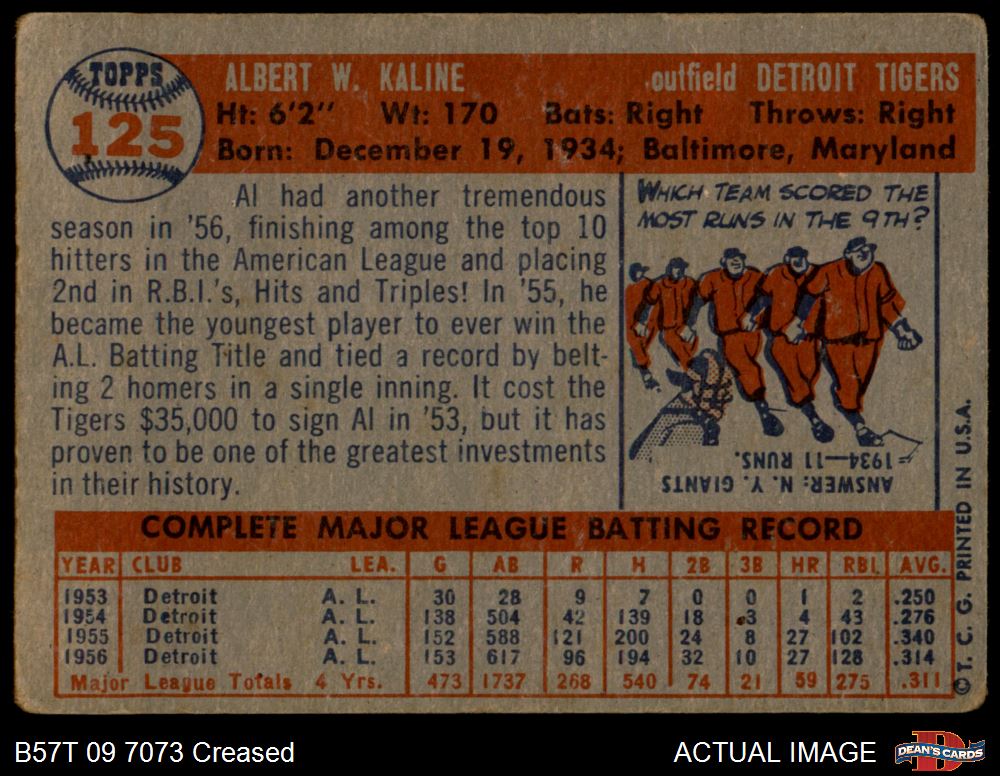 TOPPS
125
ALBERT W. KALINE .outfield DETROIT TIGERS
Ht: 6'2" Wt: 170 Bats: Right Throws: Right
Born: December 19, 1934; Baltimore, Maryland
Al had another tremendous
season in '56, finishing among the top 10
hitters in the American League and placing
2nd in R.B.I.'s, Hits and Triples! In '55, he
became the youngest player to ever win the
A.L. Batting Title and tied a record by belt-
ing 2 homers in a single inning. It cost the
Tigers $35,000 to sign Al in '53, but it has
proven to be one of the greatest investments
in their history.
WHICH TEAM SCORED THE
MOST RUNS IN THE 9TH?
ANSWER: N.Y. GIANTS
1934—11 RUNS.
COMPLETE MAJOR LEAGUE BATTING RECORD
YEAR CLUB LEA. G AB R H 2B 3B HR RBI. AVG.
1953 Detroit A. L. 30 28 9 7 0 0 1 2 .250
1954 Detroit A. L. 138 504 42 139 18 3 4 43 .276
1955 Detroit A. L. 152 588 121 200 24 8 27 102 .340
1956 Detroit A. L. 153 617 96 194 32 10 27 128 .314
Major League Totals 4 Yrs. 473 1737 268 540 74 21 59 275 .311
© T. C. G. PRINTED IN U.S.A.
B57T 09 7073 Creased
ACTUAL IMAGE
DEAN'S CARDS